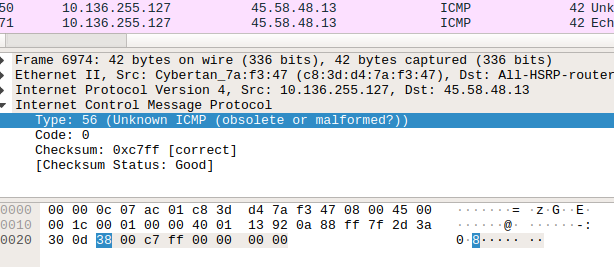 50 10.136.255.127 45.58.48.13 ICMP 42 Unk
71 10.136.255.127 45.58.48.13 ICMP 42 Echo
Frame 6974: 42 bytes on wire (336 bits), 42 bytes captured (336 bits)
Ethernet II, Src: Cybertan_7a:f3:47 (c8:3d:d4:7a:f3:47), Dst: All-HSRP-router
Internet Protocol Version 4, Src: 10.136.255.127, Dst: 45.58.48.13
Internet Control Message Protocol
Type: 56 (Unknown ICMP (obsolete or malformed?))
Code: 0
Checksum: 0xc7ff [correct]
[Checksum Status: Good]
0000 00 00 0c 07 ac 01 c8 3d d4 7a f3 47 08 00 45 00 ·······= ·z·G··E·
0010 00 1c 00 01 00 00 40 01 13 92 0a 88 ff 7f 2d 3a ······@· ······-:
0020 30 0d 38 00 c7 ff 00 00 00 00 0·8····· ··